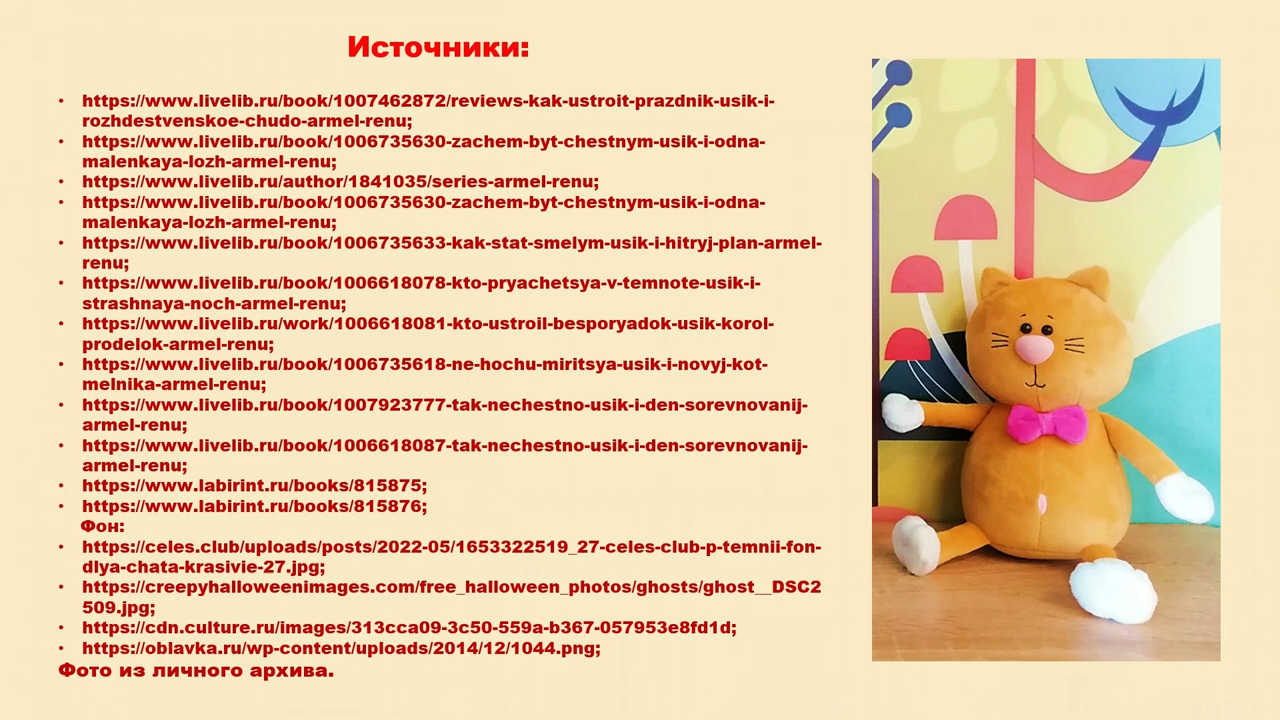 Источники:
• https://www.livelib.ru/book/1007462872/reviews-kak-ustroit-prazdnik-usik-i-
rozhdestvenskoe-chudo-armel-renu;
• https://www.livelib.ru/book/1006735630-zachem-byt-chestnym-usik-i-odna-
malenkaya-lozh-armel-renu;
• https://www.livelib.ru/author/1841035/series-armel-renu;
• https://www.livelib.ru/book/1006735630-zachem-byt-chestnym-usik-i-odna-
malenkaya-lozh-armel-renu;
• https://www.livelib.ru/book/1006735633-kak-stat-smelym-usik-i-hitryj-plan-armel-
renu;
• https://www.livelib.ru/book/1006618078-kto-pryachetsya-v-temnote-usik-i-
strashnaya-noch-armel-renu;
• https://www.livelib.ru/work/1006618081-kto-ustroil-besporyadok-usik-korol-
prodelok-armel-renu;
• https://www.livelib.ru/book/1006735618-ne-hochu-miritsya-usik-i-novyj-kot-
melnika-armel-renu;
• https://www.livelib.ru/book/1007923777-tak-nechestno-usik-i-den-sorevnovanij-
armel-renu;
• https://www.livelib.ru/book/1006618087-tak-nechestno-usik-i-den-sorevnovanij-
armel-renu;
• https://www.labirint.ru/books/815875;
• https://www.labirint.ru/books/815876;
Фон:
• https://celes.club/uploads/posts/2022-05/1653322519_27-celes-club-p-temnii-fon-
dlya-chata-krasivie-27.jpg;
• https://creepyhalloweenimages.com/free_halloween_photos/ghosts/ghost__DSC2
509.jpg;
• https://cdn.culture.ru/images/313cca09-3c50-559a-b367-057953e8fd1d;
• https://oblavka.ru/wp-content/uploads/2014/12/1044.png;
Фото из личного архива.